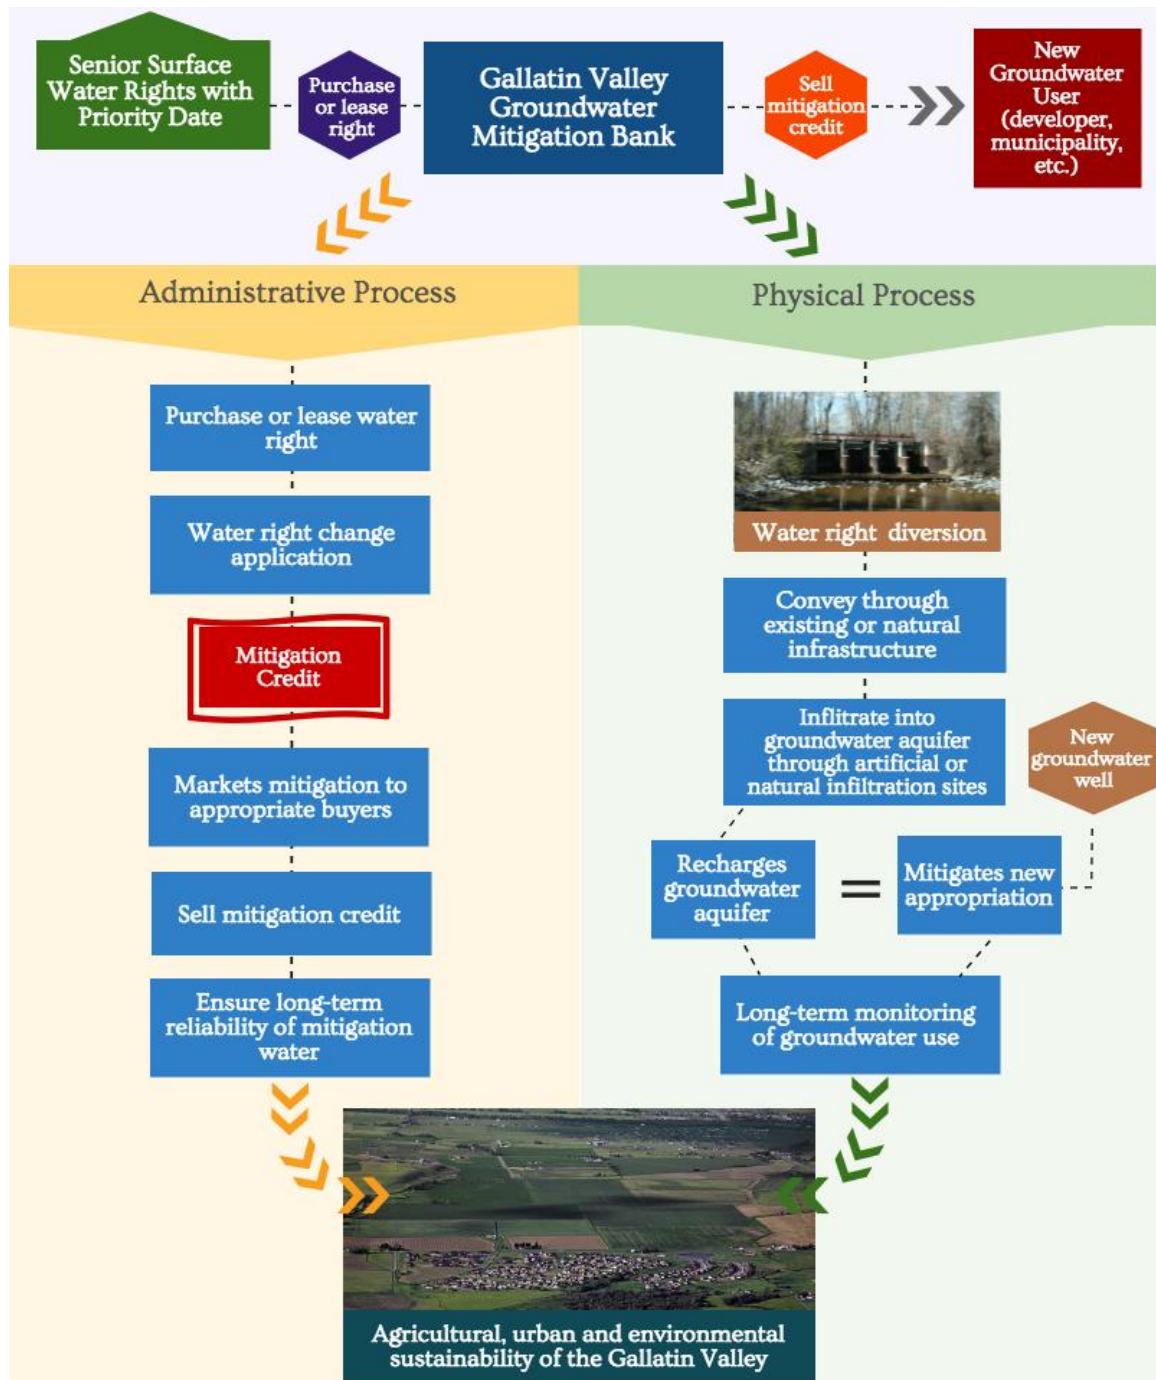 Senior Surface
Water Rights with
Priority Date
Purchase
or lease
right
Gallatin Valley
Groundwater
Mitigation Bank
Sell
mitigation
credit
New
Groundwater
User
(developer,
municipality,
etc.)
Administrative Process
Purchase or lease water
right
Water right change
application
Mitigation
Credit
Markets mitigation to
appropriate buyers
Sell mitigation credit
Ensure long-term
reliability of mitigation
water
Physical Process
Water right diversion
Convey through
existing or natural
infrastructure
Inflitrate into
groundwater aquifer
through artificial or
natural infiltration sites
New
groundwater
well
Recharges
groundwater
aquifer
=
Mitigates new
appropriation
Long-term monitoring
of groundwater use
Agricultural, urban and environmental
sustainability of the Gallatin Valley